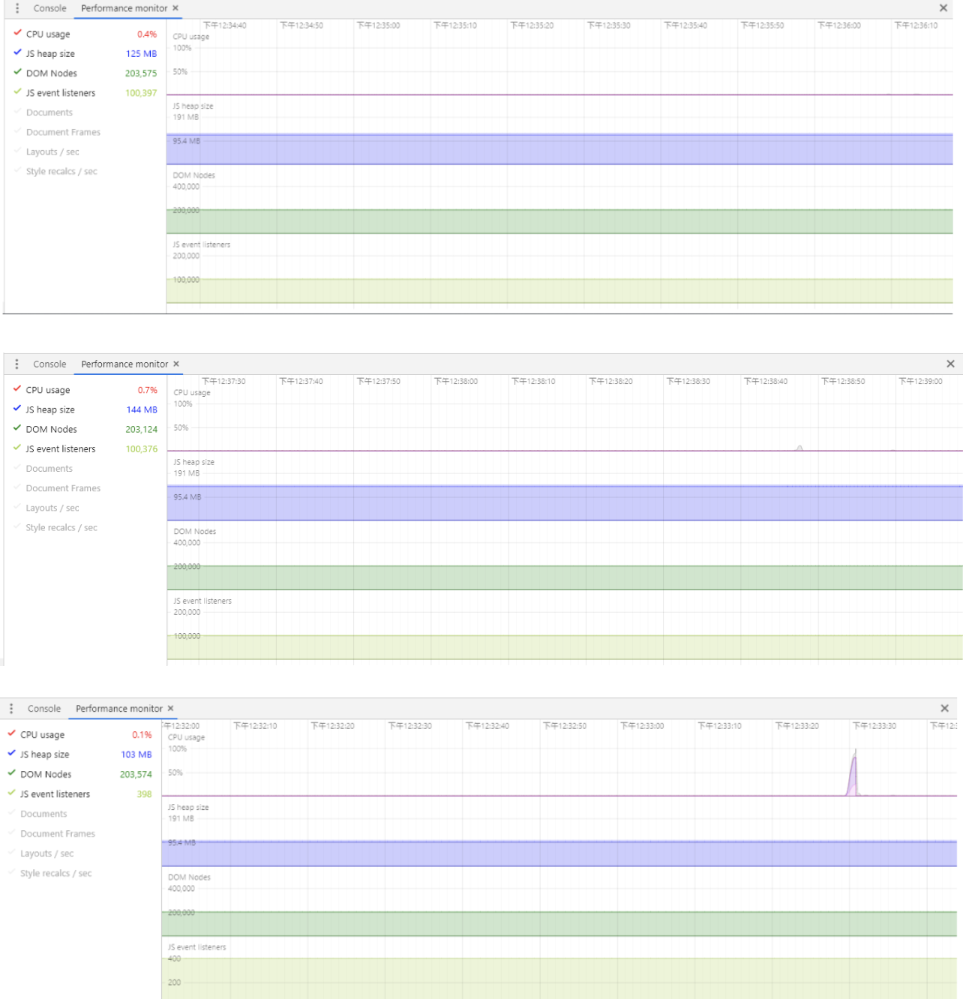 Console Performance monitor ×
CPU usage 0.4%
JS heap size 125 MB
DOM Nodes 203,575
JS event listeners 100,397
Documents
Document Frames
Layouts / sec
Style recalcs / sec
下午12:34:40 下午12:34:50 下午12:35:00 下午12:35:10 下午12:35:20 下午12:35:30 下午12:35:40 下午12:35:50 下午12:36:00 下午12:36:10
CPU usage
100%
50%
JS heap size
191 MB
95.4 MB
DOM Nodes
400,000
200,000
JS event listeners
200,000
100,000
Console Performance monitor ×
CPU usage 0.7%
JS heap size 144 MB
DOM Nodes 203,124
JS event listeners 100,376
Documents
Document Frames
Layouts / sec
Style recalcs / sec
下午12:37:30 下午12:37:40 下午12:37:50 下午12:38:00 下午12:38:10 下午12:38:20 下午12:38:30 下午12:38:40 下午12:38:50 下午12:39:00
CPU usage
100%
50%
JS heap size
191 MB
95.4 MB
DOM Nodes
400,000
200,000
JS event listeners
200,000
100,000
Console Performance monitor ×
CPU usage 0.1%
JS heap size 103 MB
DOM Nodes 203,574
JS event listeners 398
Documents
Document Frames
Layouts / sec
Style recalcs / sec
午12:32:00 下午12:32:10 下午12:32:20 下午12:32:30 下午12:32:40 下午12:32:50 下午12:33:00 下午12:33:10 下午12:33:20 下午12:33:30 下午12:3
CPU usage
100%
50%
JS heap size
191 MB
95.4 MB
DOM Nodes
400,000
200,000
JS event listeners
400
200